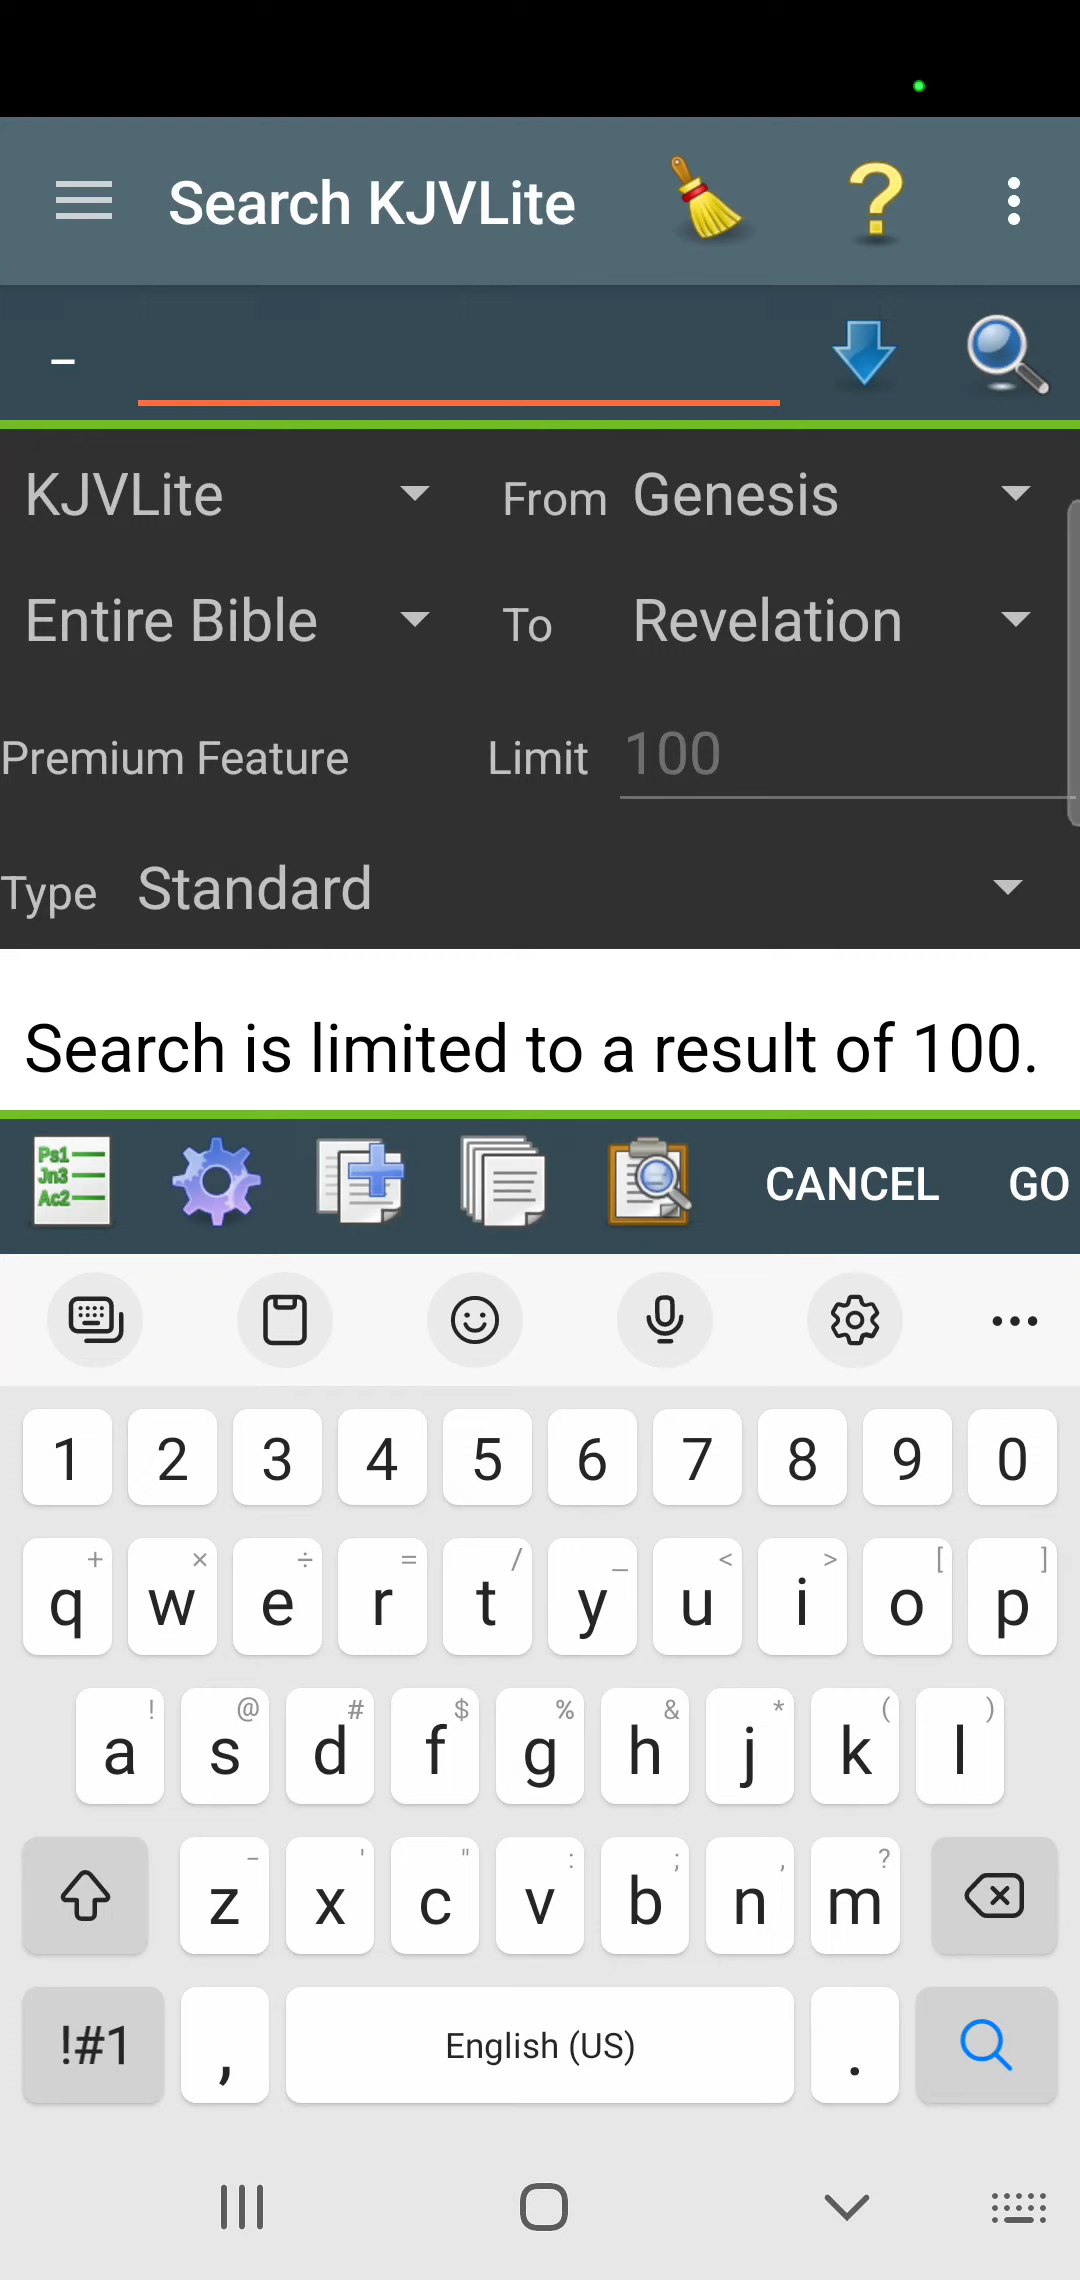 Search KJVLite
–
KJVLite From Genesis
Entire Bible To Revelation
Premium Feature Limit 100
Type Standard
Search is limited to a result of 100.
Ps1
Jn3
Ac2
CANCEL GO
1 2 3 4 5 6 7 8 9 0
+ × ÷ = / _ < > [ ]
q w e r t y u i o p
! @ # $ % & * ( )
a s d f g h j k l
– ' " : ; , ?
z x c v b n m
!#1 , English (US) .